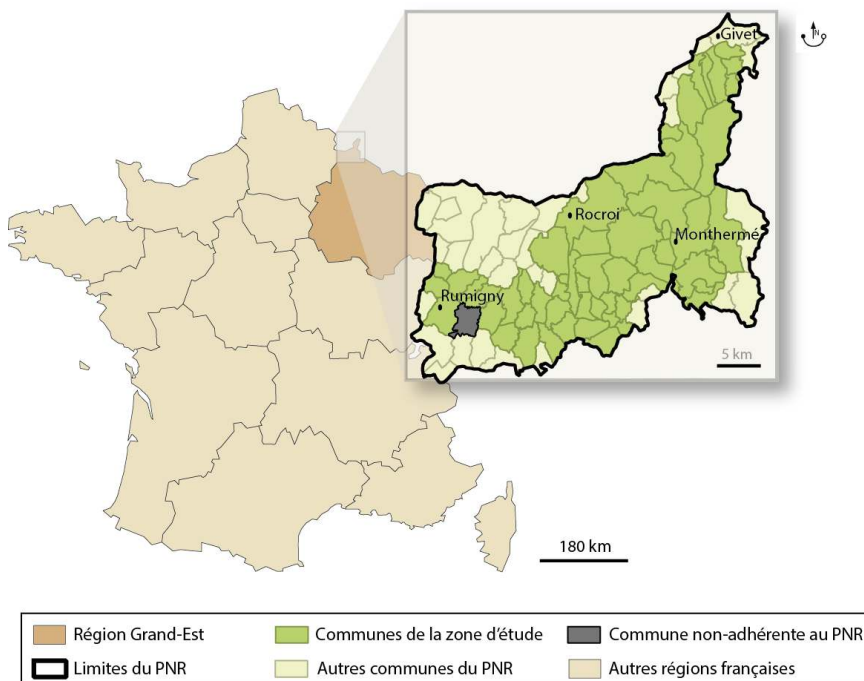 Givet
N
Rocroi
Monthermé
Rumigny
5 km
180 km
Région Grand-Est
Communes de la zone d'étude
Commune non-adhérente au PNR
Limites du PNR
Autres communes du PNR
Autres régions françaises